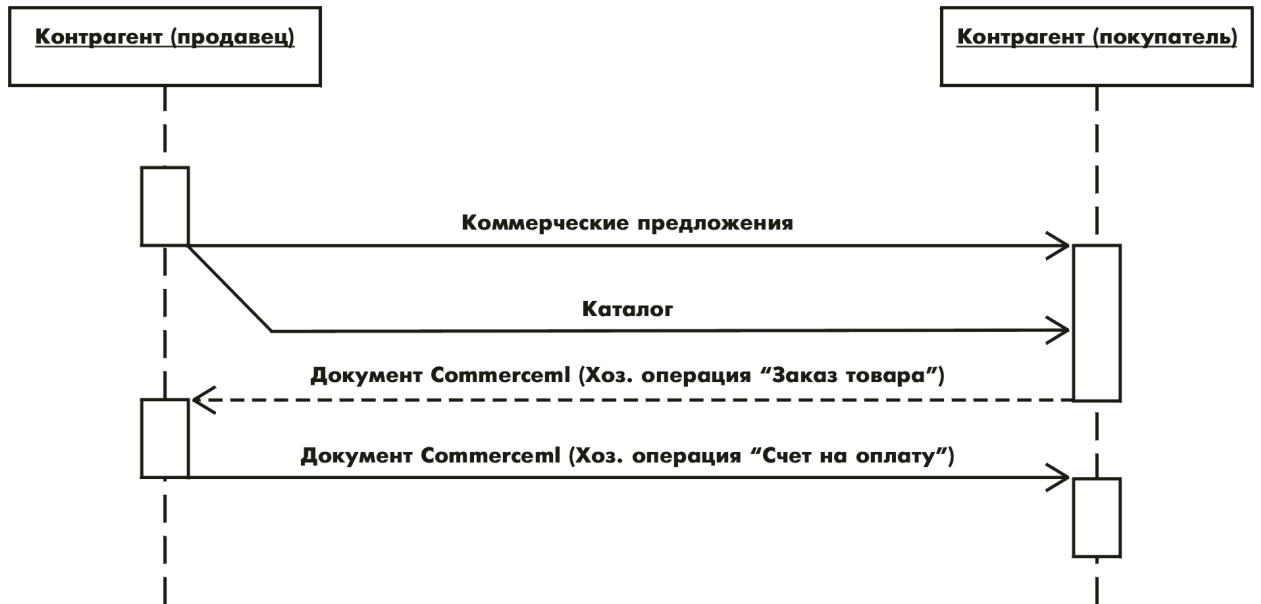 Контрагент (продавец)
Контрагент (покупатель)
Коммерческие предложения
Каталог
Документ Commerceml (Хоз. операция “Заказ товара”)
Документ Commerceml (Хоз. операция “Счет на оплату”)